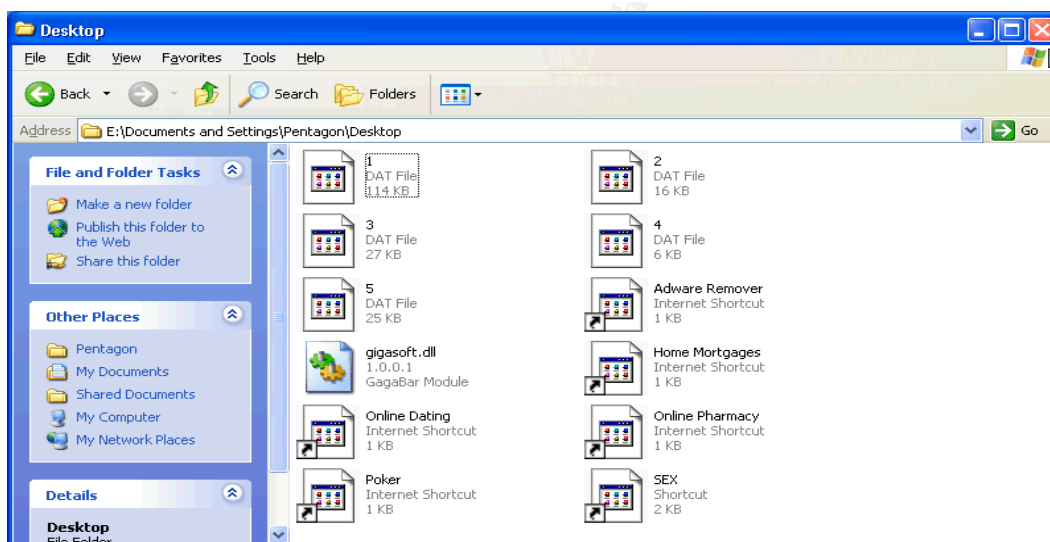 Desktop
File Edit View Favorites Tools Help
Back Search Folders
Address E:\Documents and Settings\Pentagon\Desktop Go
File and Folder Tasks
Make a new folder
Publish this folder to
the Web
Share this folder
Other Places
Pentagon
My Documents
Shared Documents
My Computer
My Network Places
Details
Desktop
File Folder
1
DAT File
114 KB
2
DAT File
16 KB
3
DAT File
27 KB
4
DAT File
6 KB
5
DAT File
25 KB
Adware Remover
Internet Shortcut
1 KB
gigasoft.dll
1.0.0.1
GagaBar Module
Home Mortgages
Internet Shortcut
1 KB
Online Dating
Internet Shortcut
1 KB
Online Pharmacy
Internet Shortcut
1 KB
Poker
Internet Shortcut
1 KB
SEX
Shortcut
2 KB